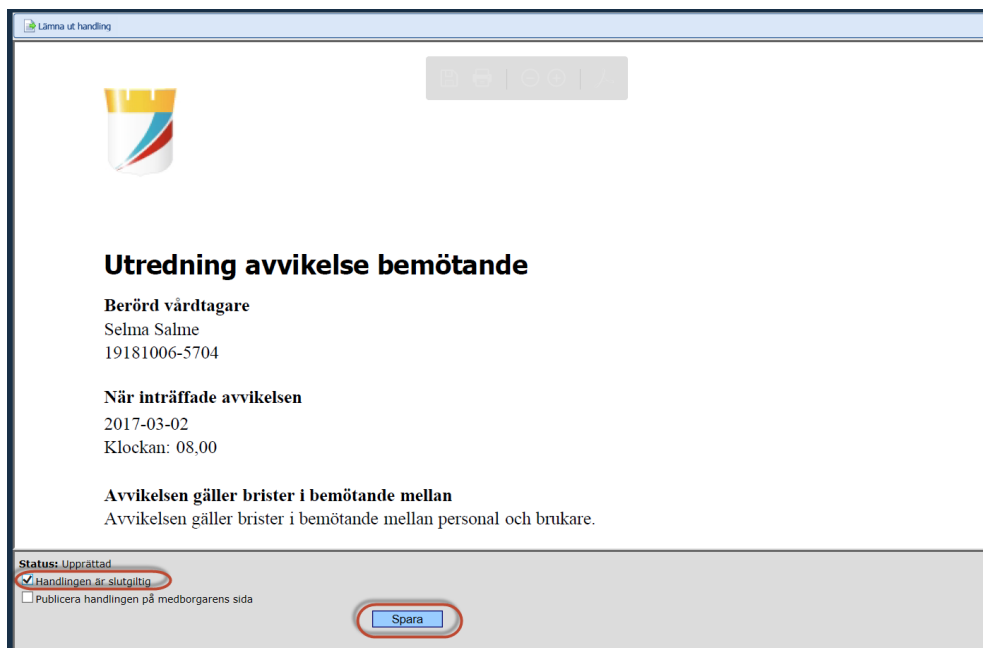 Lämna ut handling
Utredning avvikelse bemötande
Berörd vårdtagare
Selma Salme
19181006-5704
När inträffade avvikelsen
2017-03-02
Klockan: 08,00
Avvikelsen gäller brister i bemötande mellan
Avvikelsen gäller brister i bemötande mellan personal och brukare.
Status: Upprättad
Handlingen är slutgiltig
Publicera handlingen på medborgarens sida
Spara